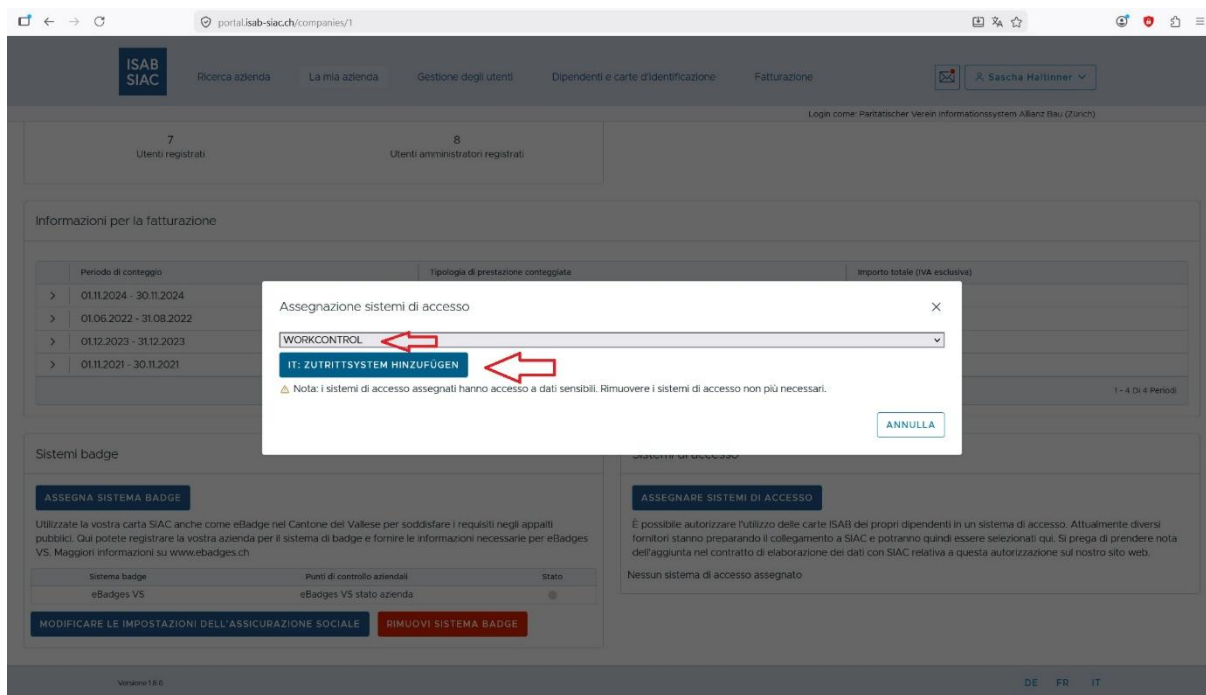 portal.isab-siac.ch/companies/1
ISAB
SIAC
Ricerca azienda
La mia azienda
Gestione degli utenti
Dipendenti e carte d'identificazione
Fatturazione
Sascha Haltinner
Login come: Paritätischer Verein Informationssystem Allianz Bau (Zürich)
7
Utenti registrati
8
Utenti amministratori registrati
Informazioni per la fatturazione
Periodo di conteggio
Tipologia di prestazione conteggiata
Importo totale (IVA esclusiva)
01.11.2024 - 30.11.2024
01.06.2022 - 31.08.2022
01.12.2023 - 31.12.2023
01.11.2021 - 30.11.2021
1 - 4 Di 4 Periodi
Assegnazione sistemi di accesso
WORKCONTROL
IT: ZUTRITTSYSTEM HINZUFÜGEN
Nota: i sistemi di accesso assegnati hanno accesso a dati sensibili. Rimuovere i sistemi di accesso non più necessari.
ANNULLA
Sistemi badge
ASSEGNA SISTEMA BADGE
Utilizzate la vostra carta SIAC anche come eBadge nel Cantone del Vallese per soddisfare i requisiti negli appalti
pubblici. Qui potete registrare la vostra azienda per il sistema di badge e fornire le informazioni necessarie per eBadges
VS. Maggiori informazioni su www.ebadges.ch
Sistema badge
Punti di controllo aziendali
Stato
eBadges VS
eBadges VS stato azienda
MODIFICARE LE IMPOSTAZIONI DELL'ASSICURAZIONE SOCIALE
RIMUOVI SISTEMA BADGE
Sistemi di accesso
ASSEGNARE SISTEMI DI ACCESSO
È possibile autorizzare l'utilizzo delle carte ISAB dei propri dipendenti in un sistema di accesso. Attualmente diversi
fornitori stanno preparando il collegamento a SIAC e potranno quindi essere selezionati qui. Si prega di prendere nota
dell'aggiunta nel contratto di elaborazione dei dati con SIAC relativa a questa autorizzazione sul nostro sito web.
Nessun sistema di accesso assegnato
Versione 1.8.6
DE FR IT